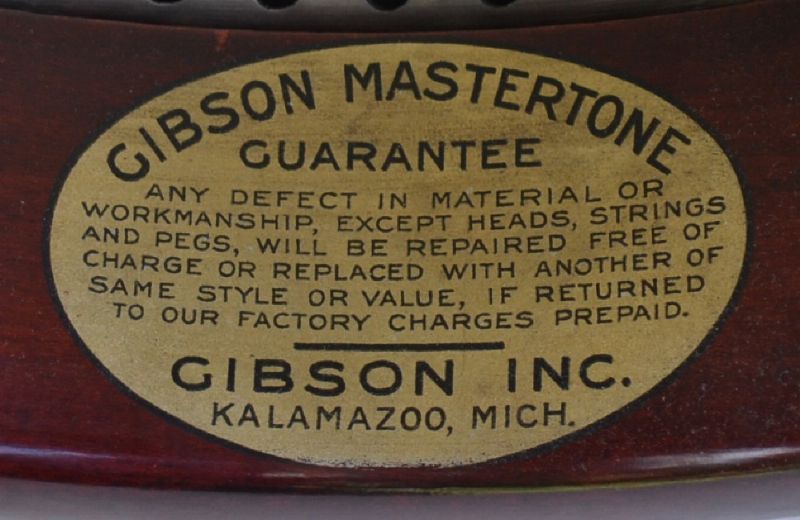 GIBSON MASTERTONE
GUARANTEE
ANY DEFECT IN MATERIAL OR
WORKMANSHIP, EXCEPT HEADS, STRINGS
AND PEGS, WILL BE REPAIRED FREE OF
CHARGE OR REPLACED WITH ANOTHER OF
SAME STYLE OR VALUE, IF RETURNED
TO OUR FACTORY CHARGES PREPAID.
GIBSON INC.
KALAMAZOO, MICH.